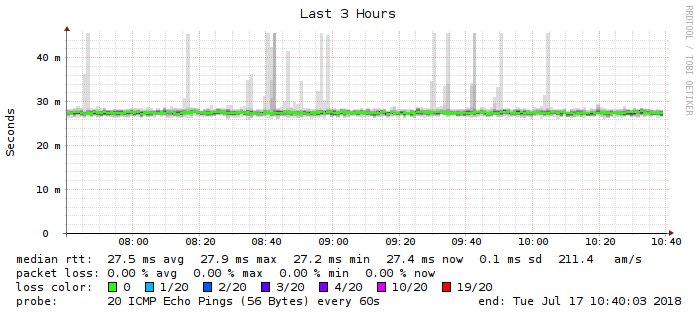 Last 3 Hours
RRDTOOL / TOBI OETIKER
Seconds
40 m
30 m
20 m
10 m
0
08:00 08:20 08:40 09:00 09:20 09:40 10:00 10:20 10:40
median rtt: 27.5 ms avg 27.9 ms max 27.2 ms min 27.4 ms now 0.1 ms sd 211.4 am/s
packet loss: 0.00 % avg 0.00 % max 0.00 % min 0.00 % now
loss color: 0 1/20 2/20 3/20 4/20 10/20 19/20
probe: 20 ICMP Echo Pings (56 Bytes) every 60s end: Tue Jul 17 10:40:03 2018